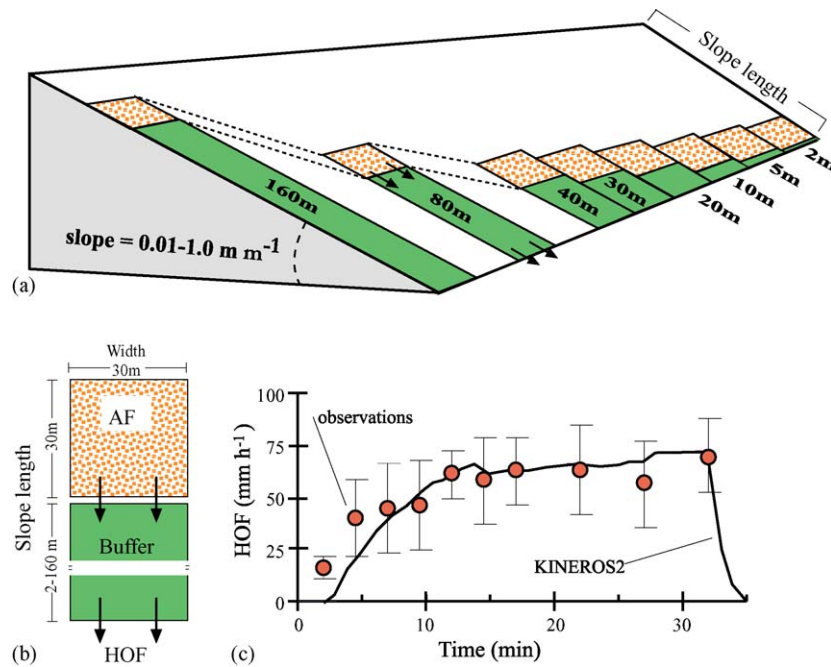 Slope length
160m
80m
40m
30m
20m
10m
5m
2m
slope = 0.01-1.0 m m⁻¹
(a)
Width
30m
Slope length
30m
AF
2-160 m
Buffer
HOF
(b)
100
75
50
25
0
HOF (mm h⁻¹)
observations
KINEROS2
0
10
20
30
Time (min)
(c)